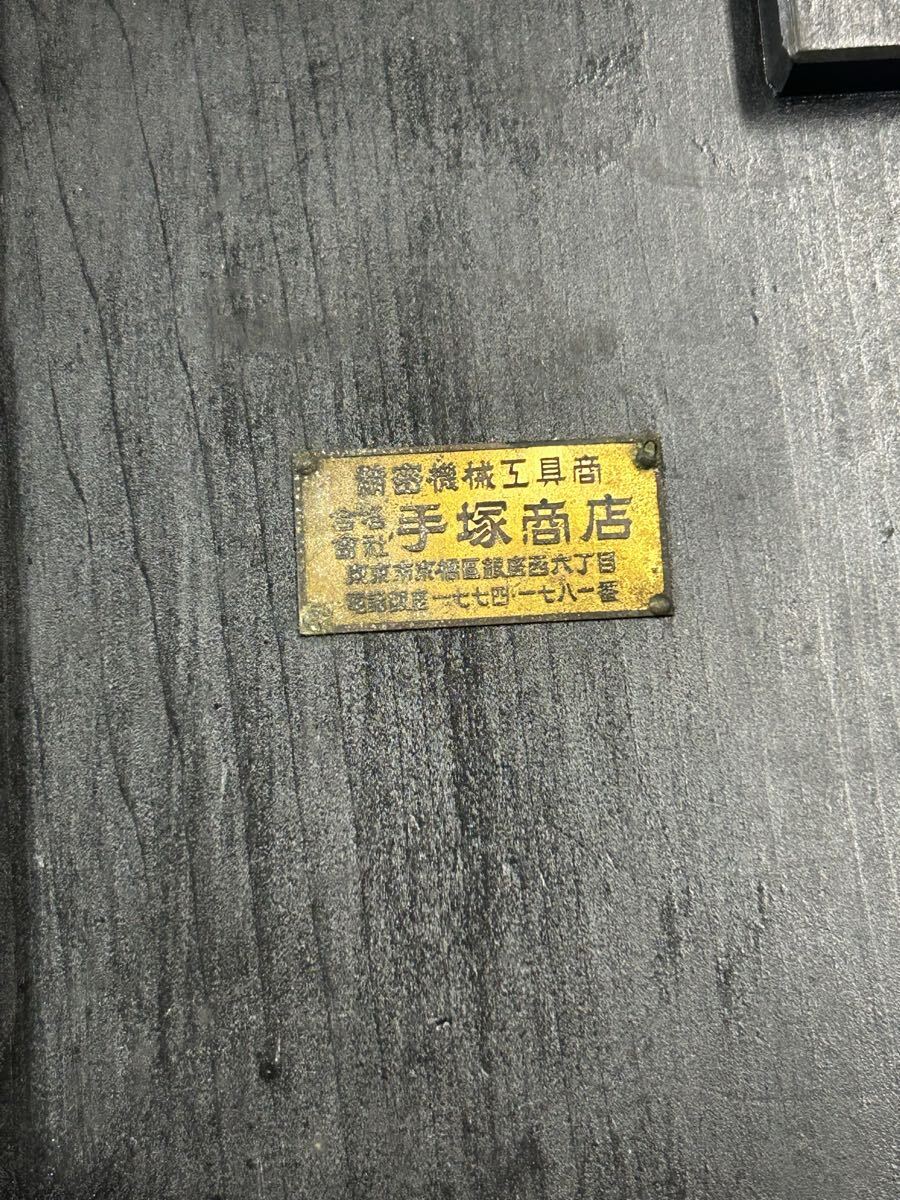 精密機械工具商
合名會社 手塚商店
東京市京橋區銀座西六丁目
電話銀座一七七四・一七八一番